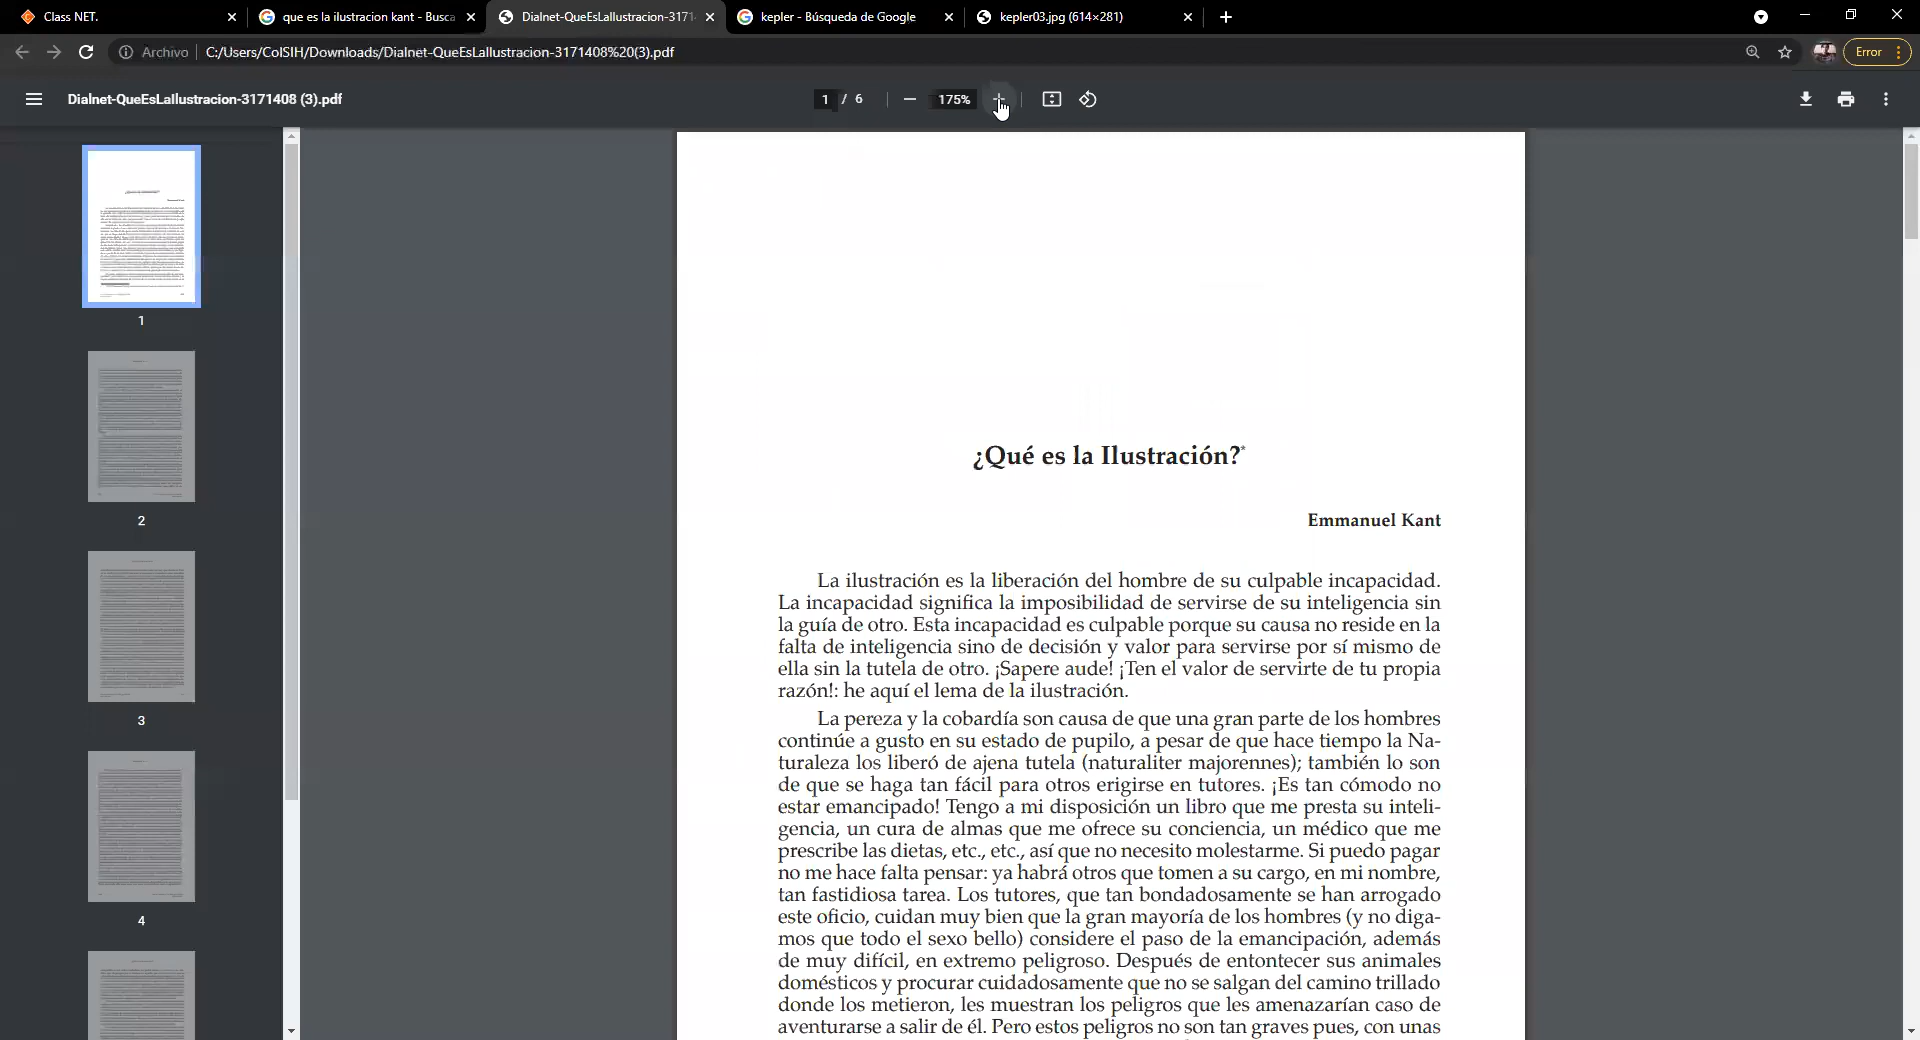 Class NET.
que es la ilustracion kant - Busca
Dialnet-QueEsLaIlustracion-3171
kepler - Búsqueda de Google
kepler03.jpg (614×281)
Archivo
C:/Users/ColSIH/Downloads/Dialnet-QueEsLaIlustracion-3171408%20(3).pdf
Error
Dialnet-QueEsLaIlustracion-3171408 (3).pdf
1 / 6
175%
1
2
3
4
¿Qué es la Ilustración?*
Emmanuel Kant
La ilustración es la liberación del hombre de su culpable incapacidad.
La incapacidad significa la imposibilidad de servirse de su inteligencia sin
la guía de otro. Esta incapacidad es culpable porque su causa no reside en la
falta de inteligencia sino de decisión y valor para servirse por sí mismo de
ella sin la tutela de otro. ¡Sapere aude! ¡Ten el valor de servirte de tu propia
razón!: he aquí el lema de la ilustración.
La pereza y la cobardía son causa de que una gran parte de los hombres
continúe a gusto en su estado de pupilo, a pesar de que hace tiempo la Na-
turaleza los liberó de ajena tutela (naturaliter majorennes); también lo son
de que se haga tan fácil para otros erigirse en tutores. ¡Es tan cómodo no
estar emancipado! Tengo a mi disposición un libro que me presta su inteli-
gencia, un cura de almas que me ofrece su conciencia, un médico que me
prescribe las dietas, etc., etc., así que no necesito molestarme. Si puedo pagar
no me hace falta pensar: ya habrá otros que tomen a su cargo, en mi nombre,
tan fastidiosa tarea. Los tutores, que tan bondadosamente se han arrogado
este oficio, cuidan muy bien que la gran mayoría de los hombres (y no diga-
mos que todo el sexo bello) considere el paso de la emancipación, además
de muy difícil, en extremo peligroso. Después de entontecer sus animales
domésticos y procurar cuidadosamente que no se salgan del camino trillado
donde los metieron, les muestran los peligros que les amenazarían caso de
aventurarse a salir de él. Pero estos peligros no son tan graves pues, con unas